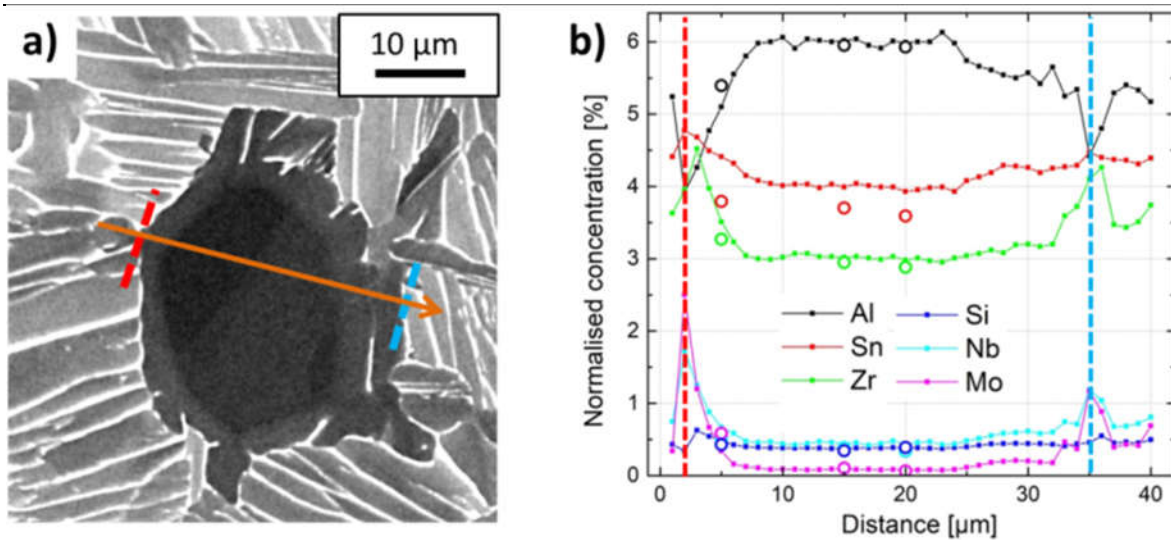 a)
10 µm
b)
Normalised concentration [%]
6
5
4
3
2
1
0
Al
Sn
Zr
Si
Nb
Mo
0
10
20
30
40
Distance [µm]